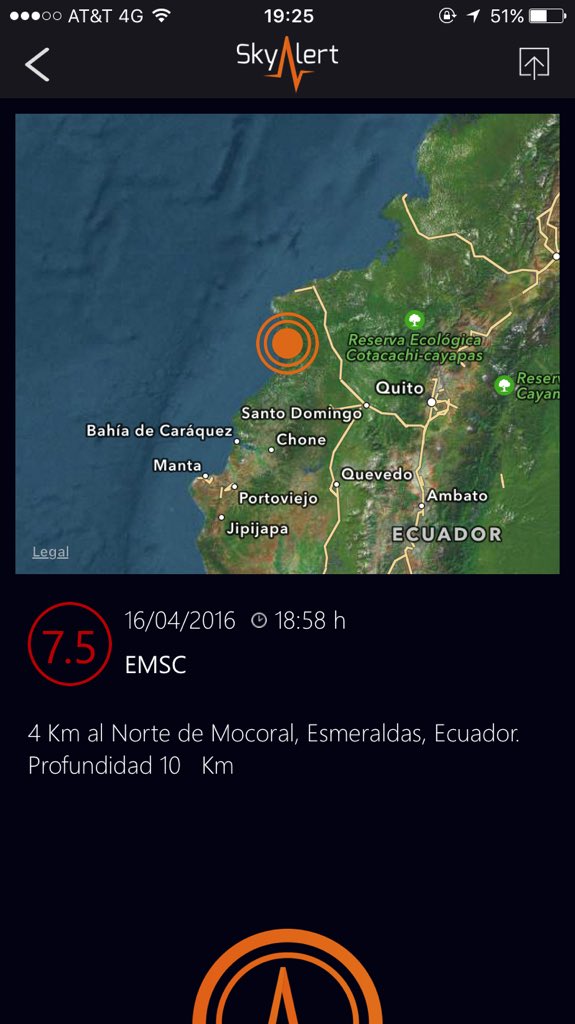 AT&T 4G 19:25 51%
SkyAlert
Reserva Ecológica
Cotacachi-cayapas
Quito
Reser
Cayan
Santo Domingo
Bahía de Caráquez
Chone
Manta
Quevedo
Portoviejo
Ambato
Jipijapa
ECUADOR
Legal
7.5
16/04/2016 18:58 h
EMSC
4 Km al Norte de Mocoral, Esmeraldas, Ecuador.
Profundidad 10 Km